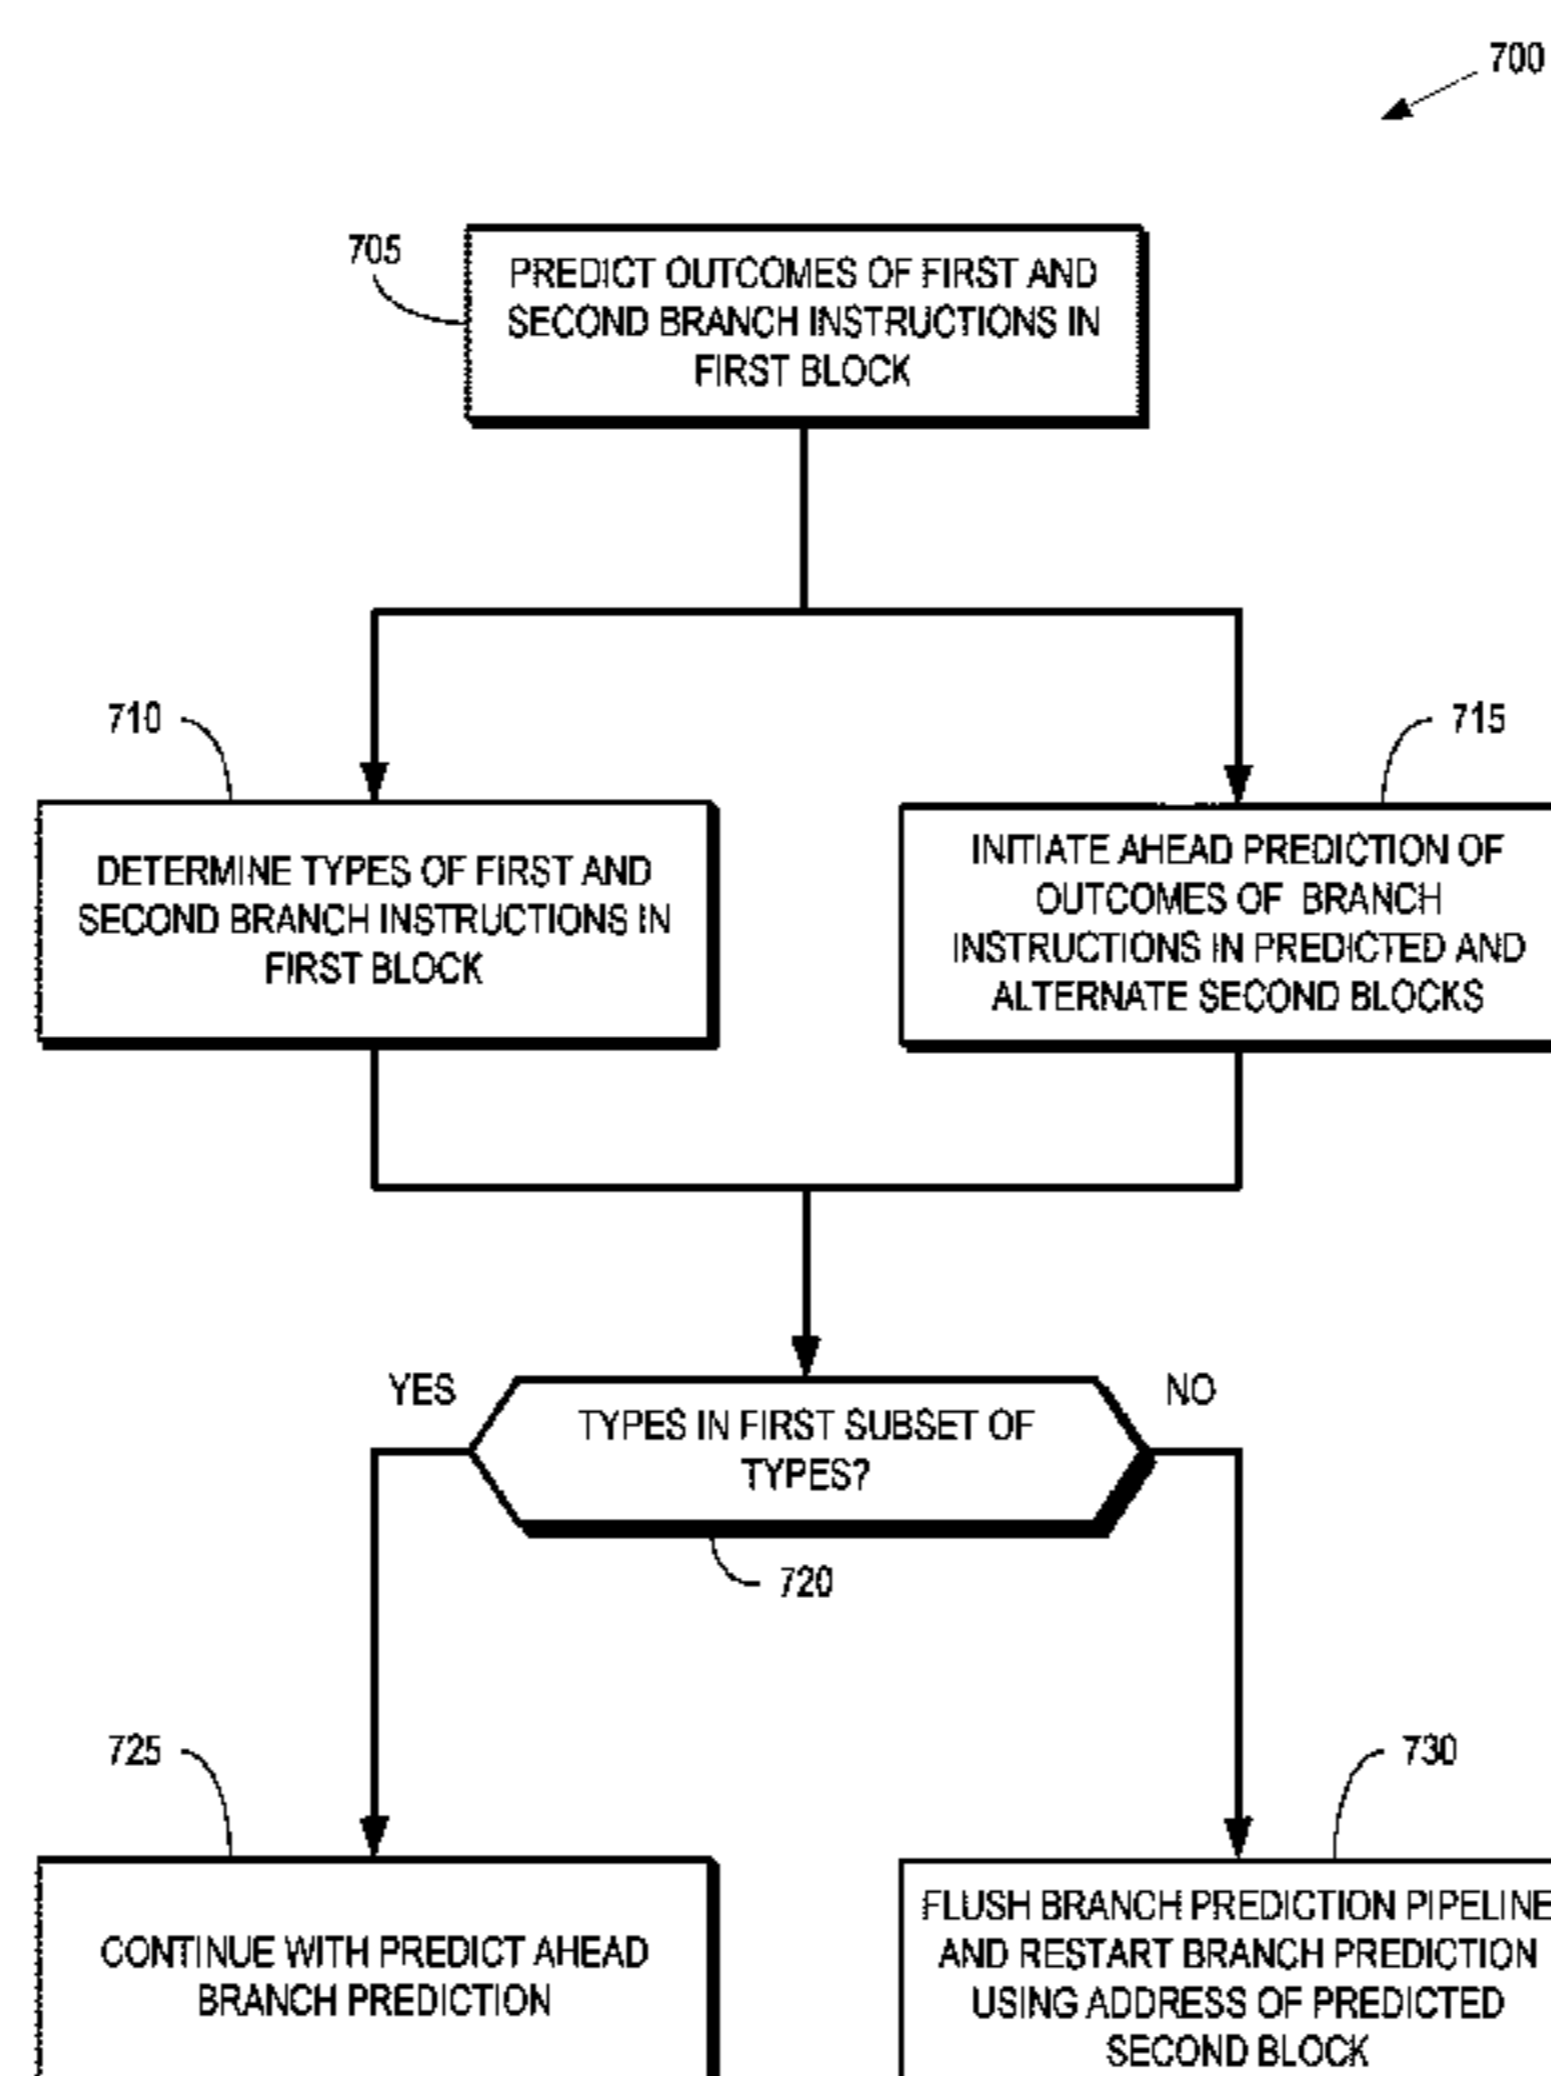 700
705
PREDICT OUTCOMES OF FIRST AND
SECOND BRANCH INSTRUCTIONS IN
FIRST BLOCK
710
715
DETERMINE TYPES OF FIRST AND
SECOND BRANCH INSTRUCTIONS IN
FIRST BLOCK
INITIATE AHEAD PREDICTION OF
OUTCOMES OF BRANCH
INSTRUCTIONS IN PREDICTED AND
ALTERNATE SECOND BLOCKS
YES
NO
TYPES IN FIRST SUBSET OF
TYPES?
720
725
730
CONTINUE WITH PREDICT AHEAD
BRANCH PREDICTION
FLUSH BRANCH PREDICTION PIPELINE
AND RESTART BRANCH PREDICTION
USING ADDRESS OF PREDICTED
SECOND BLOCK